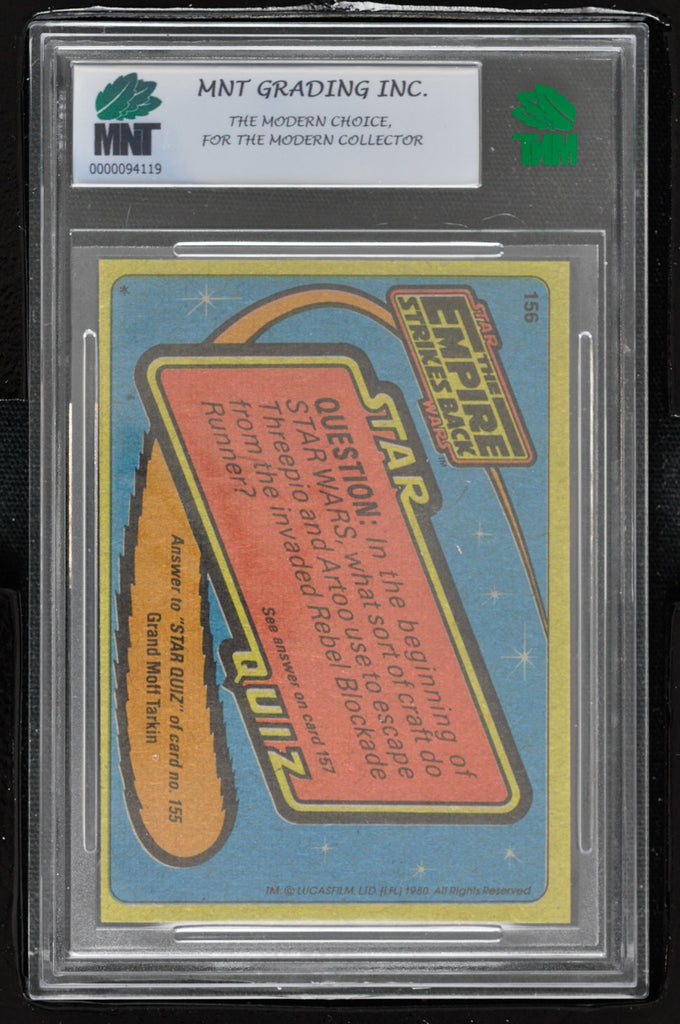 MNT GRADING INC.
THE MODERN CHOICE,
FOR THE MODERN COLLECTOR
MNT
0000094119
MNT
156
STAR
THE
EMPIRE
STRIKES BACK
WARS™
STAR
QUESTION: In the beginning of
STAR WARS, what sort of craft do
Threepio and Artoo use to escape
from the invaded Rebel Blockade
Runner?
See answer on card 157
QUIZ
Answer to "STAR QUIZ" of card no. 155
Grand Moff Tarkin
*
TM. © LUCASFILM, LTD. (LFL) 1980. All Rights Reserved